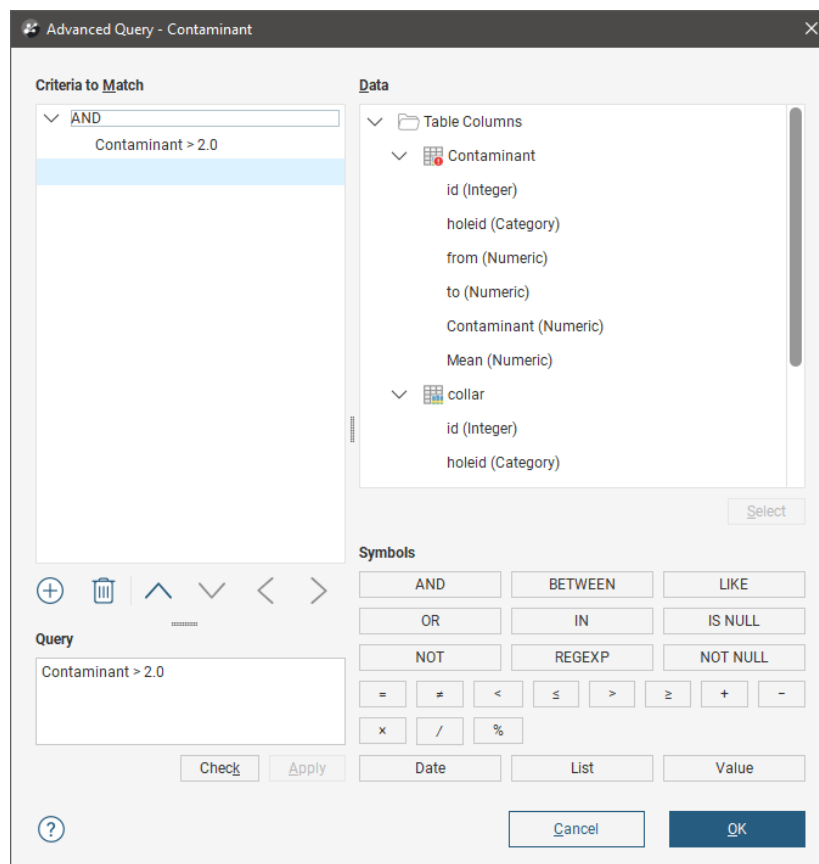 Advanced Query - Contaminant
Criteria to Match
AND
Contaminant > 2.0
Data
Table Columns
Contaminant
id (Integer)
holeid (Category)
from (Numeric)
to (Numeric)
Contaminant (Numeric)
Mean (Numeric)
collar
id (Integer)
holeid (Category)
Select
Query
Contaminant > 2.0
Check Apply
Symbols
AND BETWEEN LIKE
OR IN IS NULL
NOT REGEXP NOT NULL
= ≠ < ≤ > ≥ + −
× / %
Date List Value
? Cancel OK